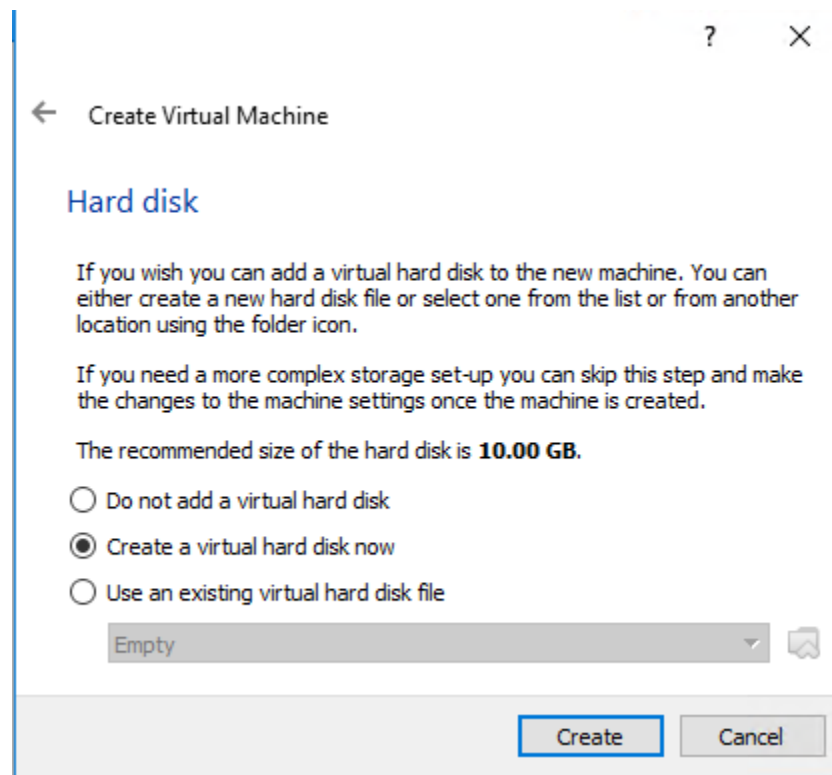 ?
Create Virtual Machine
Hard disk
If you wish you can add a virtual hard disk to the new machine. You can
either create a new hard disk file or select one from the list or from another
location using the folder icon.
If you need a more complex storage set-up you can skip this step and make
the changes to the machine settings once the machine is created.
The recommended size of the hard disk is 10.00 GB.
Do not add a virtual hard disk
Create a virtual hard disk now
Use an existing virtual hard disk file
Empty
Create Cancel